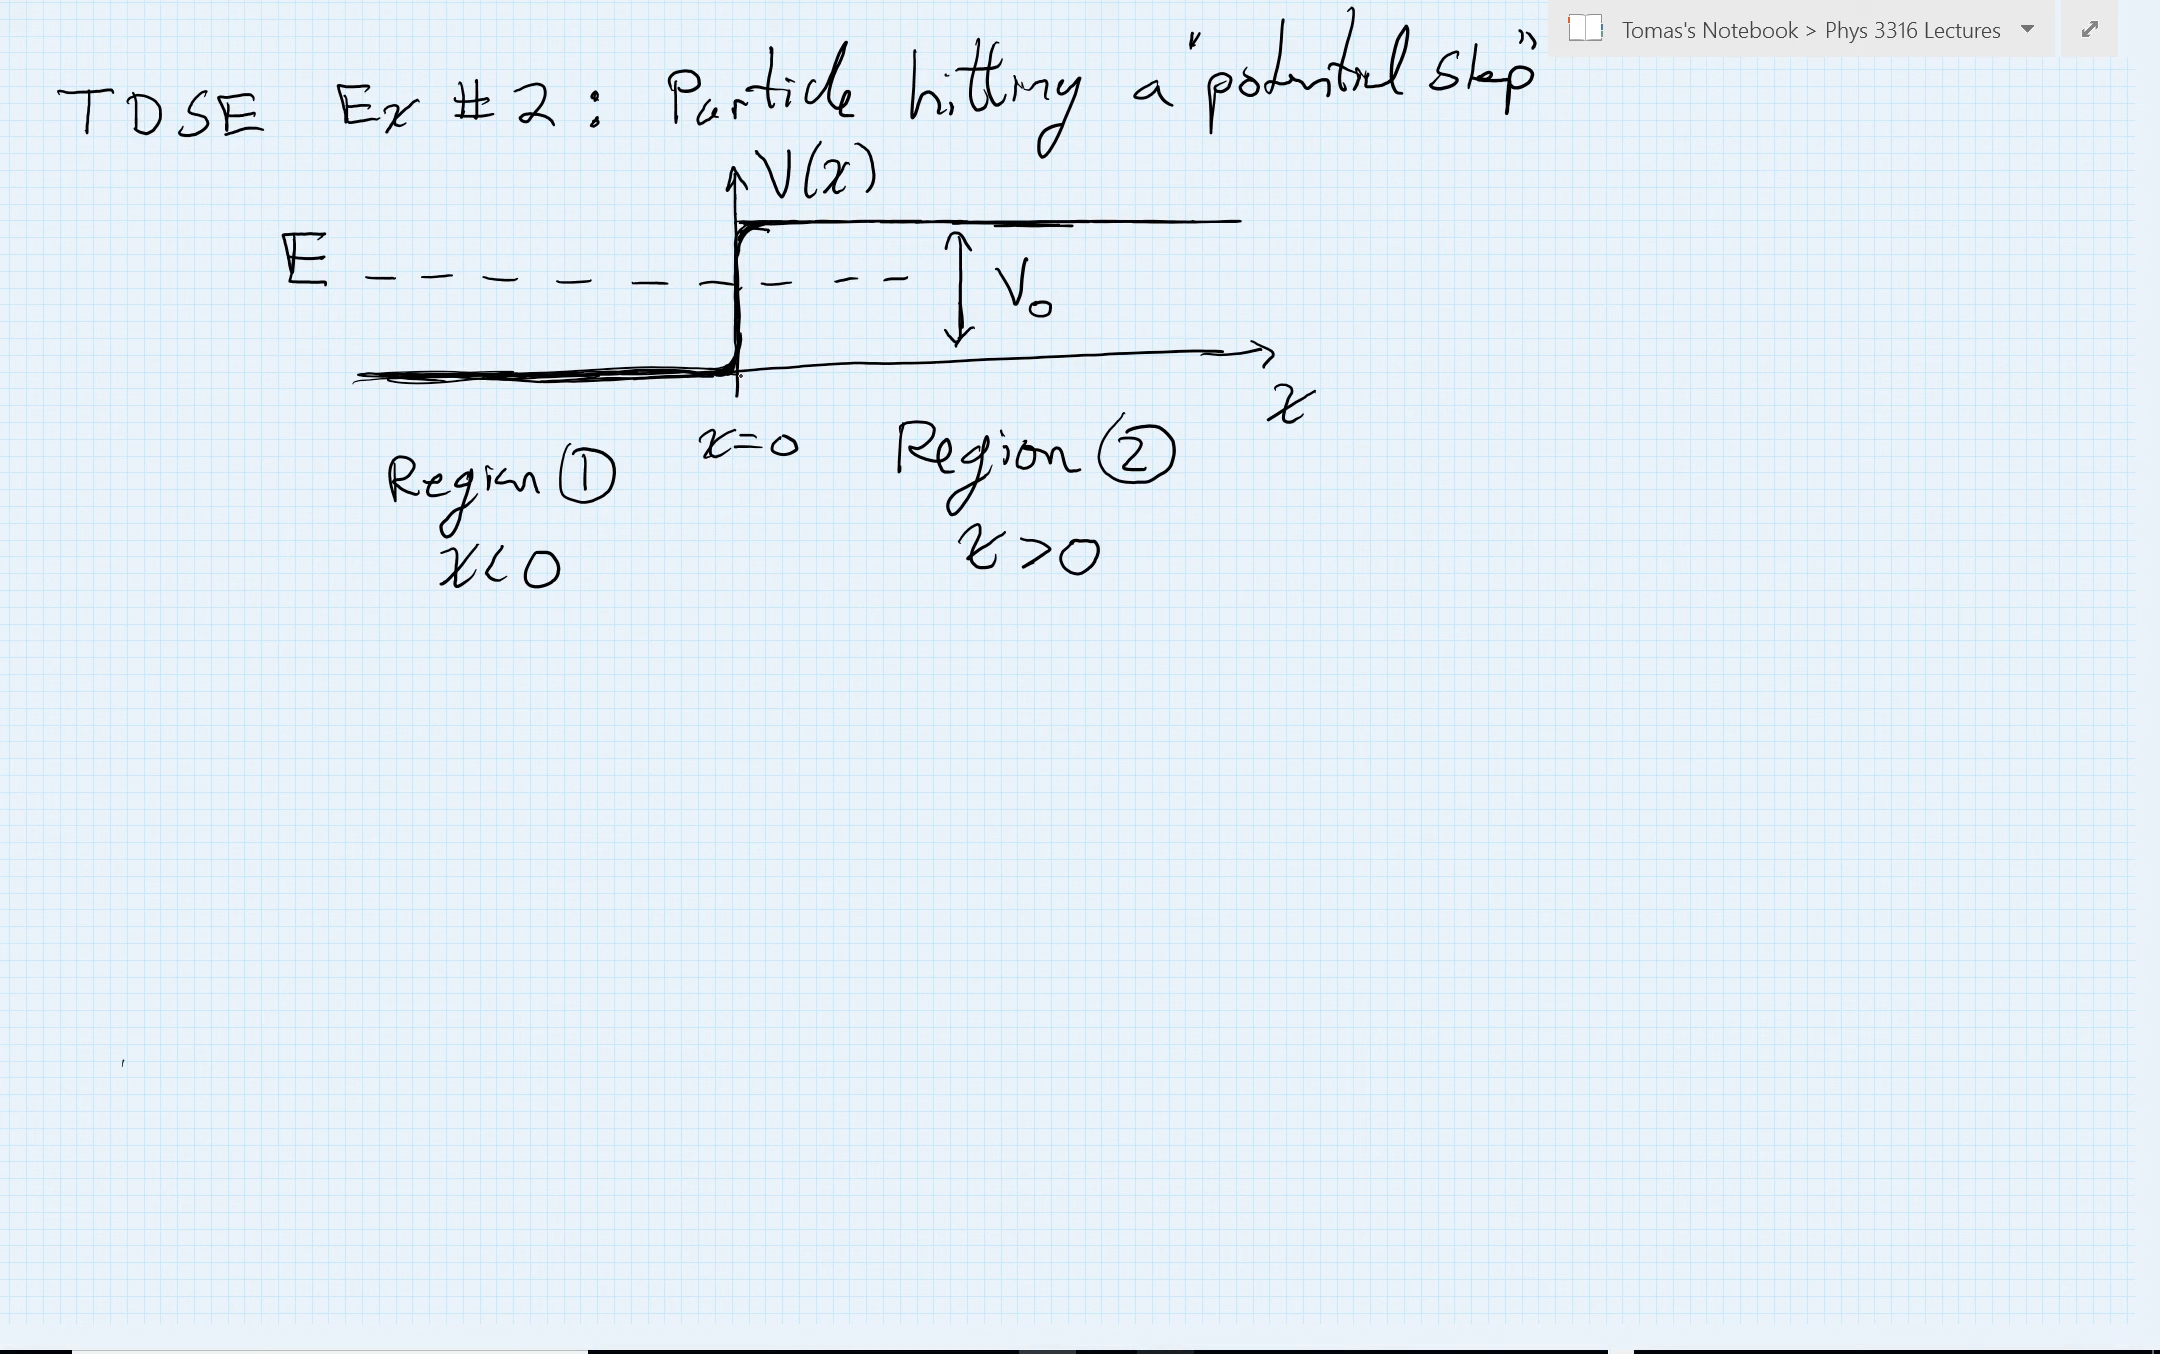 Tomas's Notebook > Phys 3316 Lectures
TDSE Ex #2: Particle hitting a "potential step"
V(x)
E
V₀
x
x=0
Region ① Region ②
x<0 x>0